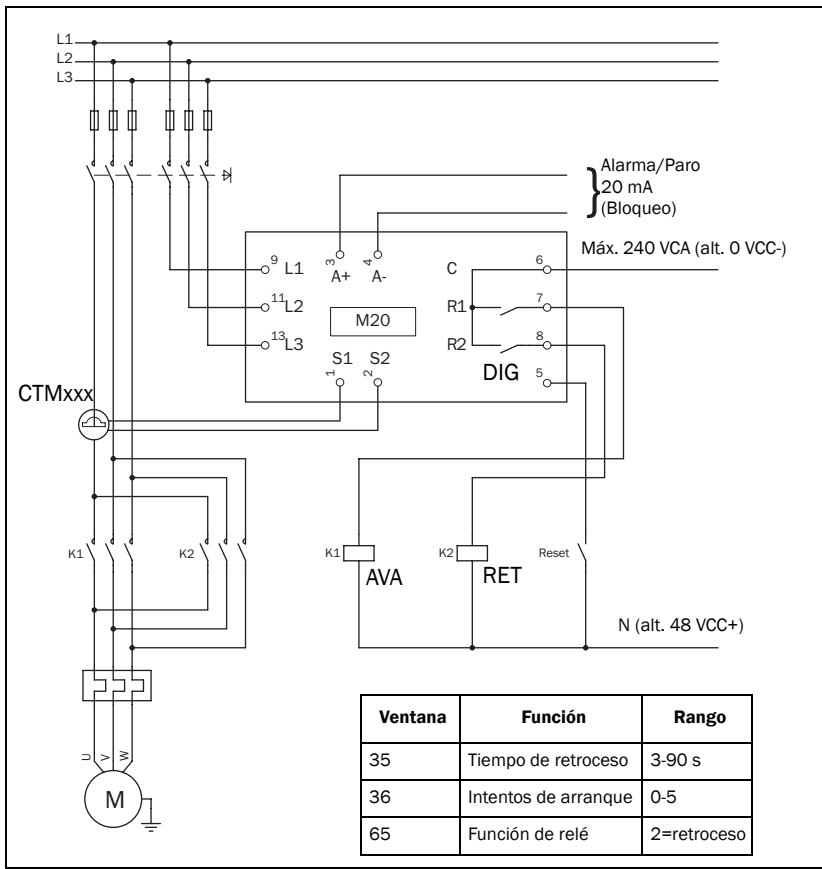 L1
L2
L3
Alarma/Paro
20 mA
(Bloqueo)
Máx. 240 VCA (alt. 0 VCC-)
9 L1
3 A+
4 A-
C 6
11 L2
M20
R1 7
13 L3
R2 8
S1 S2
1 2
DIG 5
CTMxxx
K1
K2
K1
AVA
K2
RET
Reset
N (alt. 48 VCC+)
U V W
M
Ventana Función Rango
35 Tiempo de retroceso 3-90 s
36 Intentos de arranque 0-5
65 Función de relé 2=retroceso